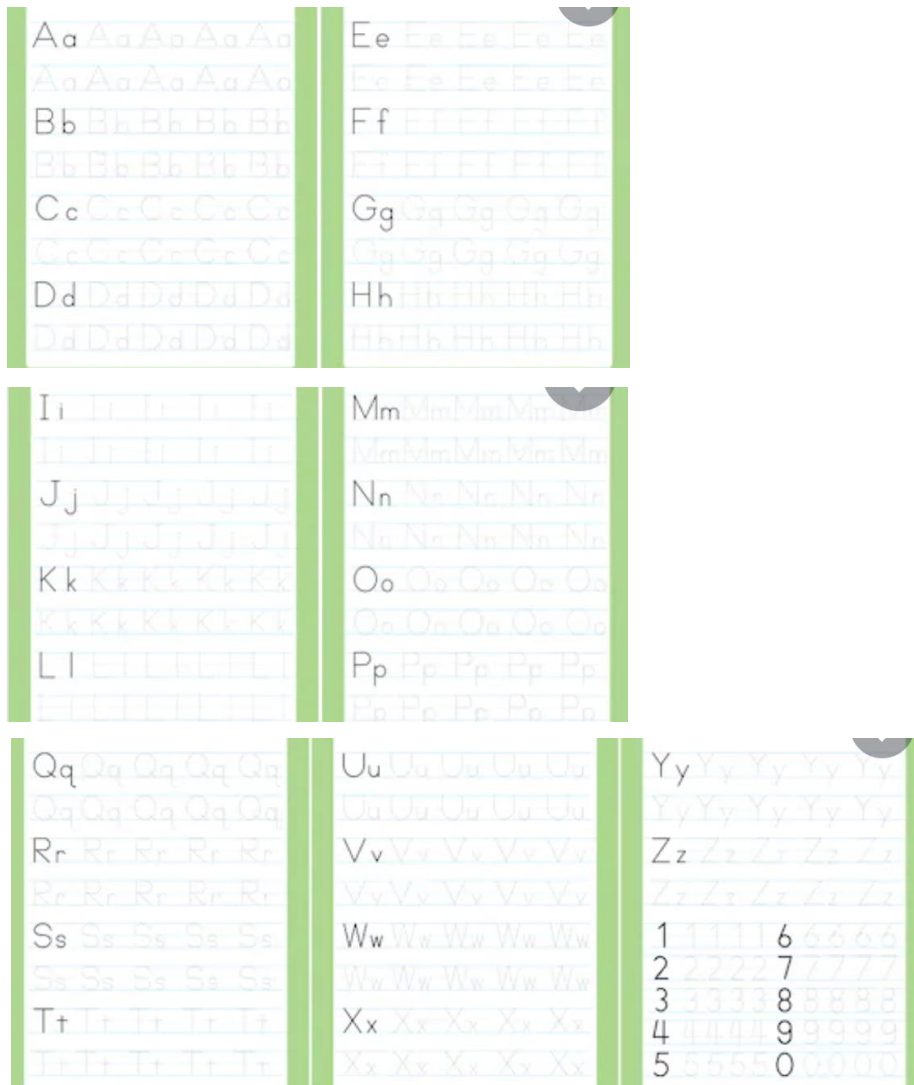 Aa Aa Aa Aa Aa
Aa Aa Aa Aa Aa
Bb Bb Bb Bb Bb
Bb Bb Bb Bb Bb
Cc Cc Cc Cc Cc
Cc Cc Cc Cc Cc
Dd Dd Dd Dd Dd
Dd Dd Dd Dd Dd
Ee Ee Ee Ee Ee
Ee Ee Ee Ee Ee
Ff Ff Ff Ff Ff
Ff Ff Ff Ff Ff
Gg Gg Gg Gg Gg
Gg Gg Gg Gg Gg
Hh Hh Hh Hh Hh
Hh Hh Hh Hh Hh
Ii Ii Ii Ii Ii
Ii Ii Ii Ii Ii
Jj Jj Jj Jj Jj
Jj Jj Jj Jj Jj
Kk Kk Kk Kk Kk
Kk Kk Kk Kk Kk
Ll
Mm Mm Mm Mm Mm
Mm Mm Mm Mm Mm
Nn Nn Nn Nn Nn
Nn Nn Nn Nn Nn
Oo Oo Oo Oo Oo
Oo Oo Oo Oo Oo
Pp Pp Pp Pp Pp
Pp Pp Pp Pp Pp
Qq Qq Qq Qq Qq
Qq Qq Qq Qq Qq
Rr Rr Rr Rr Rr
Rr Rr Rr Rr Rr
Ss Ss Ss Ss Ss
Ss Ss Ss Ss Ss
Tt Tt Tt Tt Tt
Tt Tt Tt Tt Tt
Uu Uu Uu Uu Uu
Uu Uu Uu Uu Uu
Vv Vv Vv Vv Vv
Vv Vv Vv Vv Vv
Ww Ww Ww Ww Ww
Ww Ww Ww Ww Ww
Xx Xx Xx Xx Xx
Xx Xx Xx Xx Xx
Yy Yy Yy Yy Yy
Yy Yy Yy Yy Yy
Zz Zz Zz Zz Zz
Zz Zz Zz Zz Zz
1 1 1 1 1 6 6 6 6 6
2 2 2 2 2 7 7 7 7 7
3 3 3 3 3 8 8 8 8 8
4 4 4 4 4 9 9 9 9 9
5 5 5 5 5 0 0 0 0 0